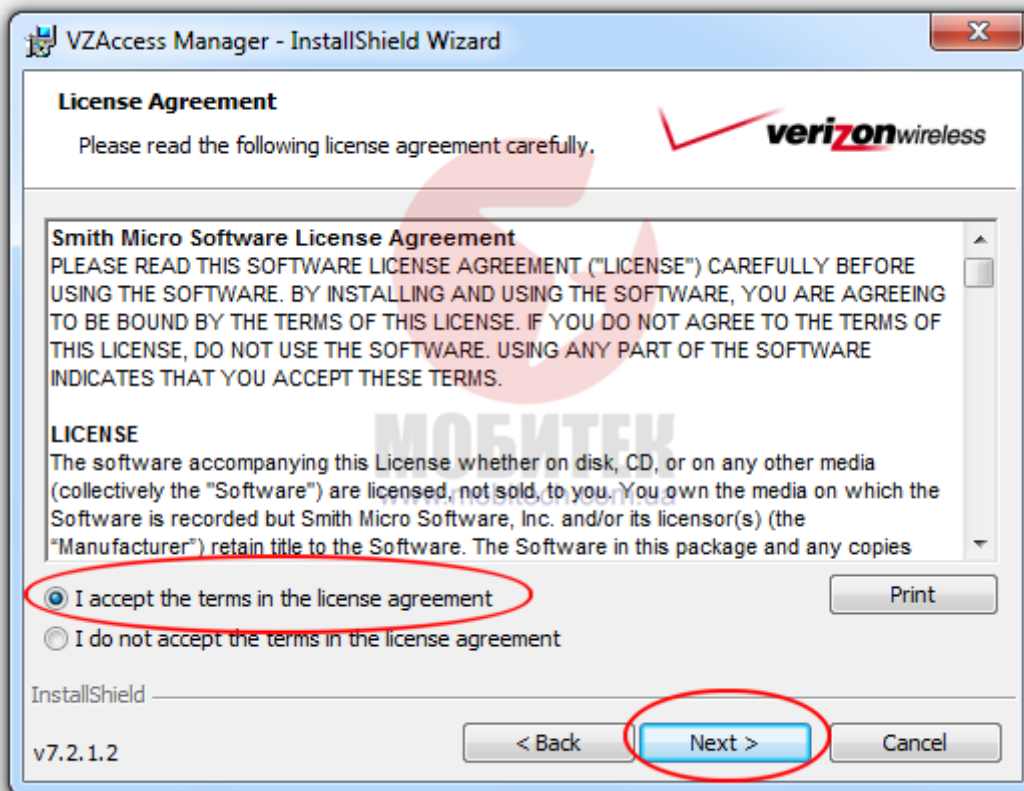 VZAccess Manager - InstallShield Wizard
License Agreement
Please read the following license agreement carefully.
verizonwireless
Smith Micro Software License Agreement
PLEASE READ THIS SOFTWARE LICENSE AGREEMENT ("LICENSE") CAREFULLY BEFORE
USING THE SOFTWARE. BY INSTALLING AND USING THE SOFTWARE, YOU ARE AGREEING
TO BE BOUND BY THE TERMS OF THIS LICENSE. IF YOU DO NOT AGREE TO THE TERMS OF
THIS LICENSE, DO NOT USE THE SOFTWARE. USING ANY PART OF THE SOFTWARE
INDICATES THAT YOU ACCEPT THESE TERMS.
LICENSE
The software accompanying this License whether on disk, CD, or on any other media
(collectively the "Software") are licensed, not sold, to you. You own the media on which the
Software is recorded but Smith Micro Software, Inc. and/or its licensor(s) (the
“Manufacturer”) retain title to the Software. The Software in this package and any copies
МОБИТЕК
www.mobitech.com.ua
I accept the terms in the license agreement
Print
I do not accept the terms in the license agreement
InstallShield
v7.2.1.2
< Back
Next >
Cancel